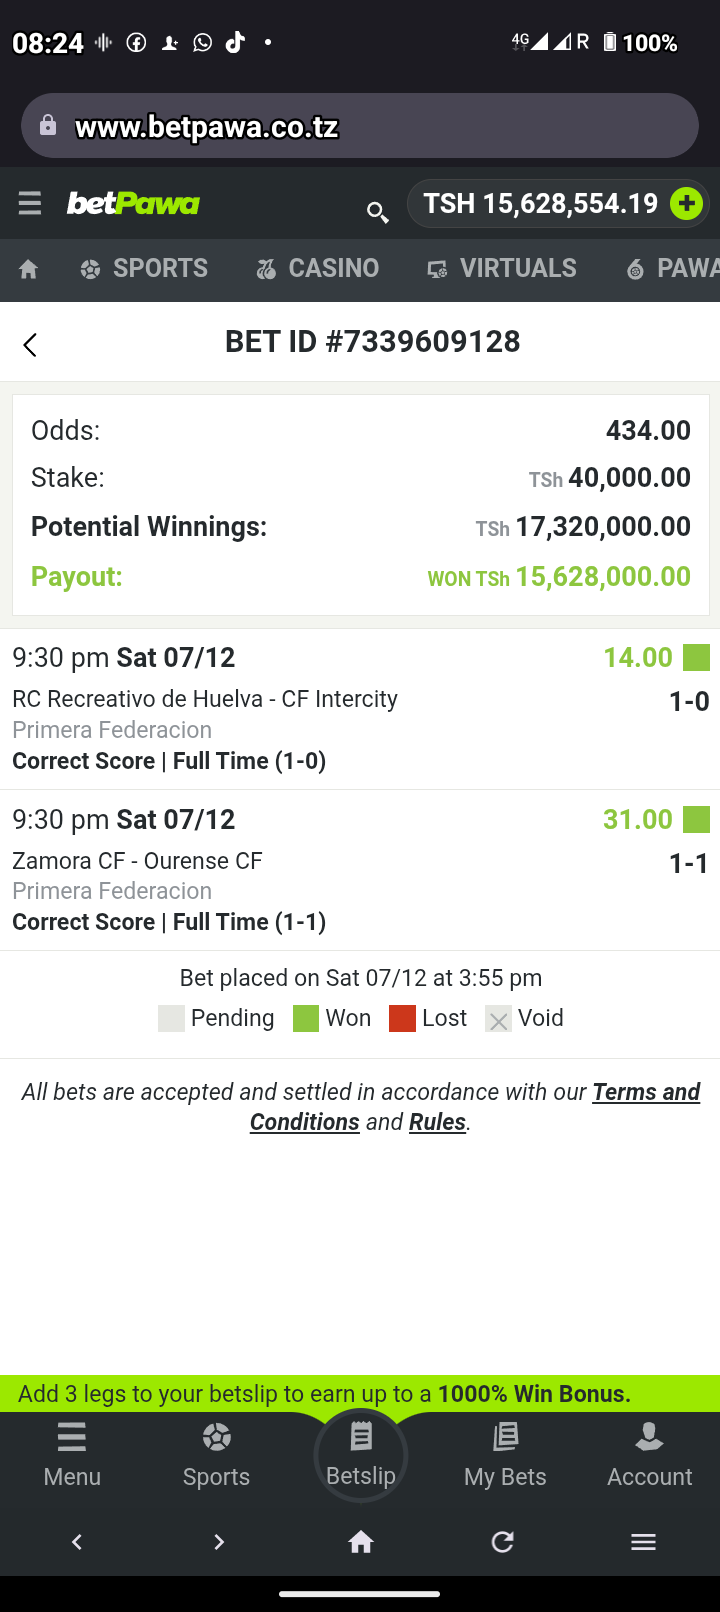 08:24
4G R 100%
www.betpawa.co.tz
betPawa TSH 15,628,554.19
SPORTS CASINO VIRTUALS PAWA
BET ID #7339609128
Odds: 434.00
Stake: TSh 40,000.00
Potential Winnings: TSh 17,320,000.00
Payout: WON TSh 15,628,000.00
9:30 pm Sat 07/12 14.00
RC Recreativo de Huelva - CF Intercity 1-0
Primera Federacion
Correct Score | Full Time (1-0)
9:30 pm Sat 07/12 31.00
Zamora CF - Ourense CF 1-1
Primera Federacion
Correct Score | Full Time (1-1)
Bet placed on Sat 07/12 at 3:55 pm
Pending Won Lost Void
All bets are accepted and settled in accordance with our Terms and
Conditions and Rules.
Add 3 legs to your betslip to earn up to a 1000% Win Bonus.
Menu Sports Betslip My Bets Account